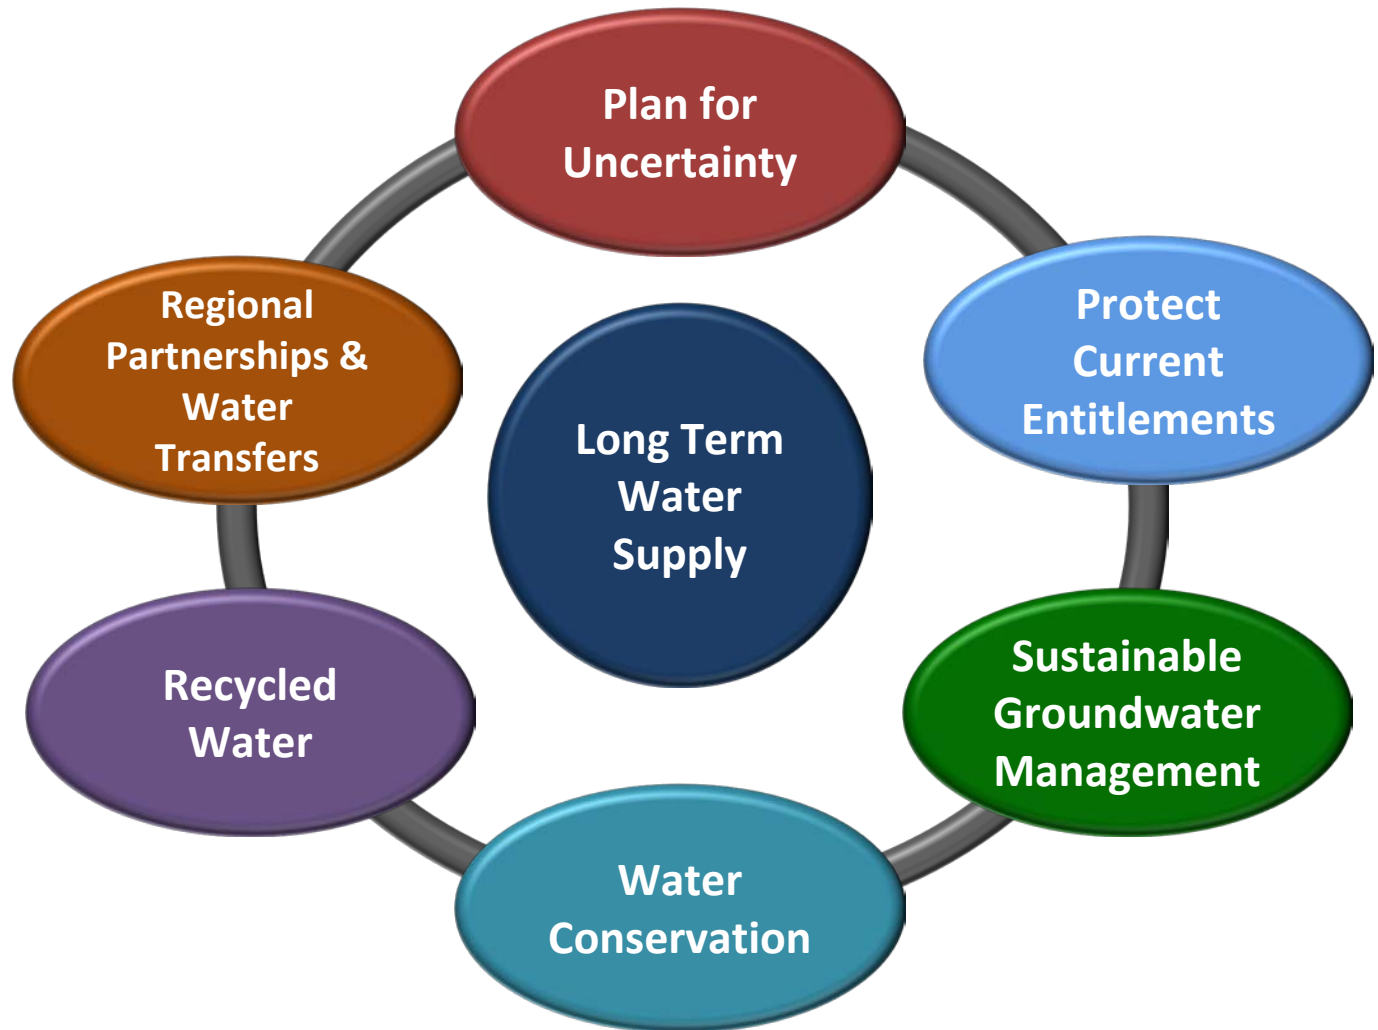 Plan for
Uncertainty
Protect
Current
Entitlements
Sustainable
Groundwater
Management
Water
Conservation
Recycled
Water
Regional
Partnerships &
Water
Transfers
Long Term
Water
Supply